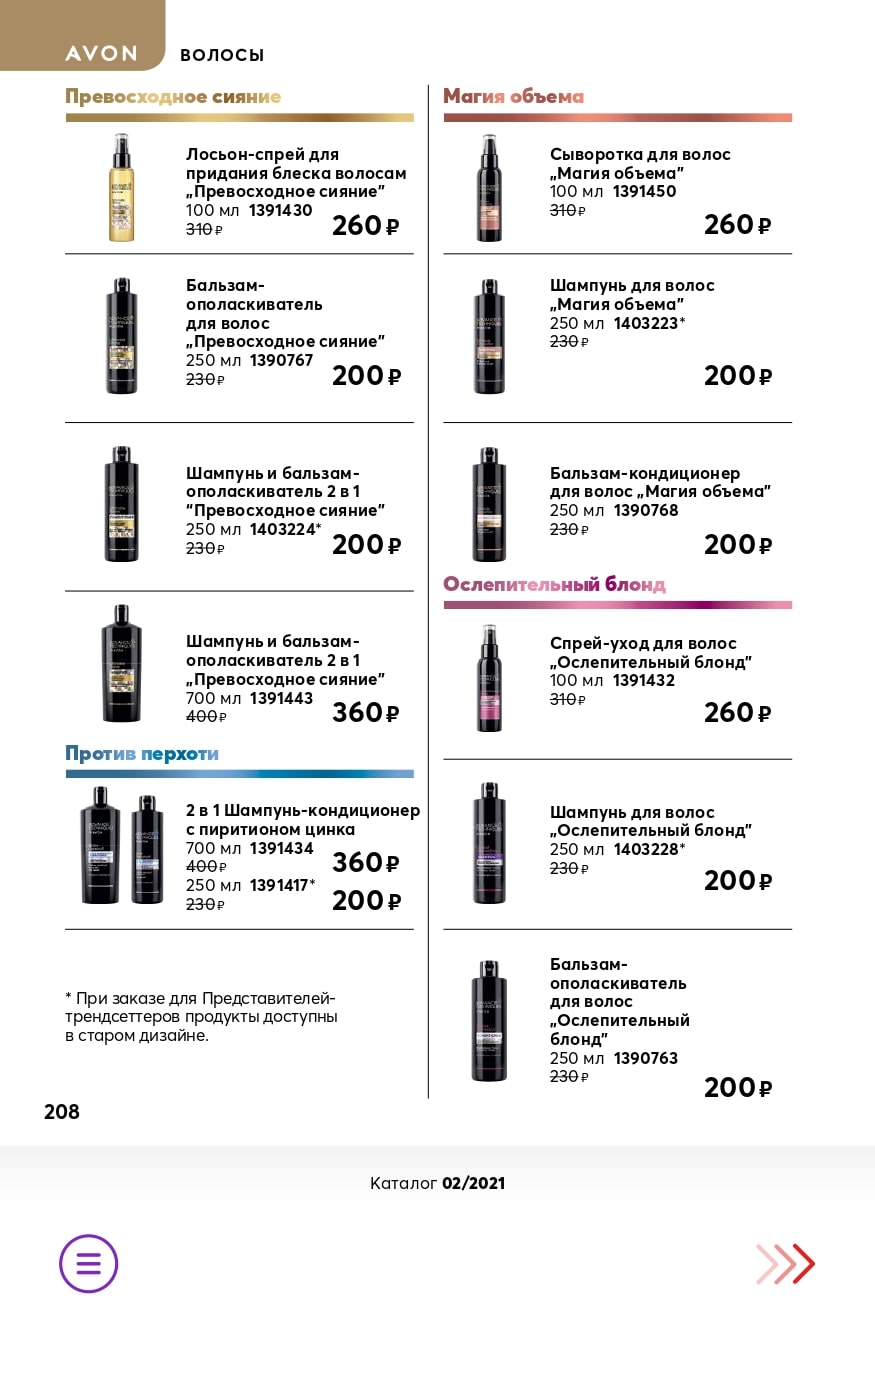 AVON
ВОЛОСЫ
Превосходное сияние
Лосьон-спрей для
придания блеска волосам
„Превосходное сияние”
100 мл 1391430
310 ₽
260 ₽
Бальзам-
ополаскиватель
для волос
„Превосходное сияние”
250 мл 1390767
230 ₽
200 ₽
Шампунь и бальзам-
ополаскиватель 2 в 1
“Превосходное сияние”
250 мл 1403224*
230 ₽
200 ₽
Шампунь и бальзам-
ополаскиватель 2 в 1
„Превосходное сияние”
700 мл 1391443
400 ₽
360 ₽
Против перхоти
2 в 1 Шампунь-кондиционер
с пиритионом цинка
700 мл 1391434
400 ₽
360 ₽
250 мл 1391417*
230 ₽
200 ₽
* При заказе для Представителей-
трендсеттеров продукты доступны
в старом дизайне.
Магия объема
Сыворотка для волос
„Магия объема”
100 мл 1391450
310 ₽
260 ₽
Шампунь для волос
„Магия объема”
250 мл 1403223*
230 ₽
200 ₽
Бальзам-кондиционер
для волос „Магия объема”
250 мл 1390768
230 ₽
200 ₽
Ослепительный блонд
Спрей-уход для волос
„Ослепительный блонд”
100 мл 1391432
310 ₽
260 ₽
Шампунь для волос
„Ослепительный блонд”
250 мл 1403228*
230 ₽
200 ₽
Бальзам-
ополаскиватель
для волос
„Ослепительный
блонд”
250 мл 1390763
230 ₽
200 ₽
208
Каталог 02/2021